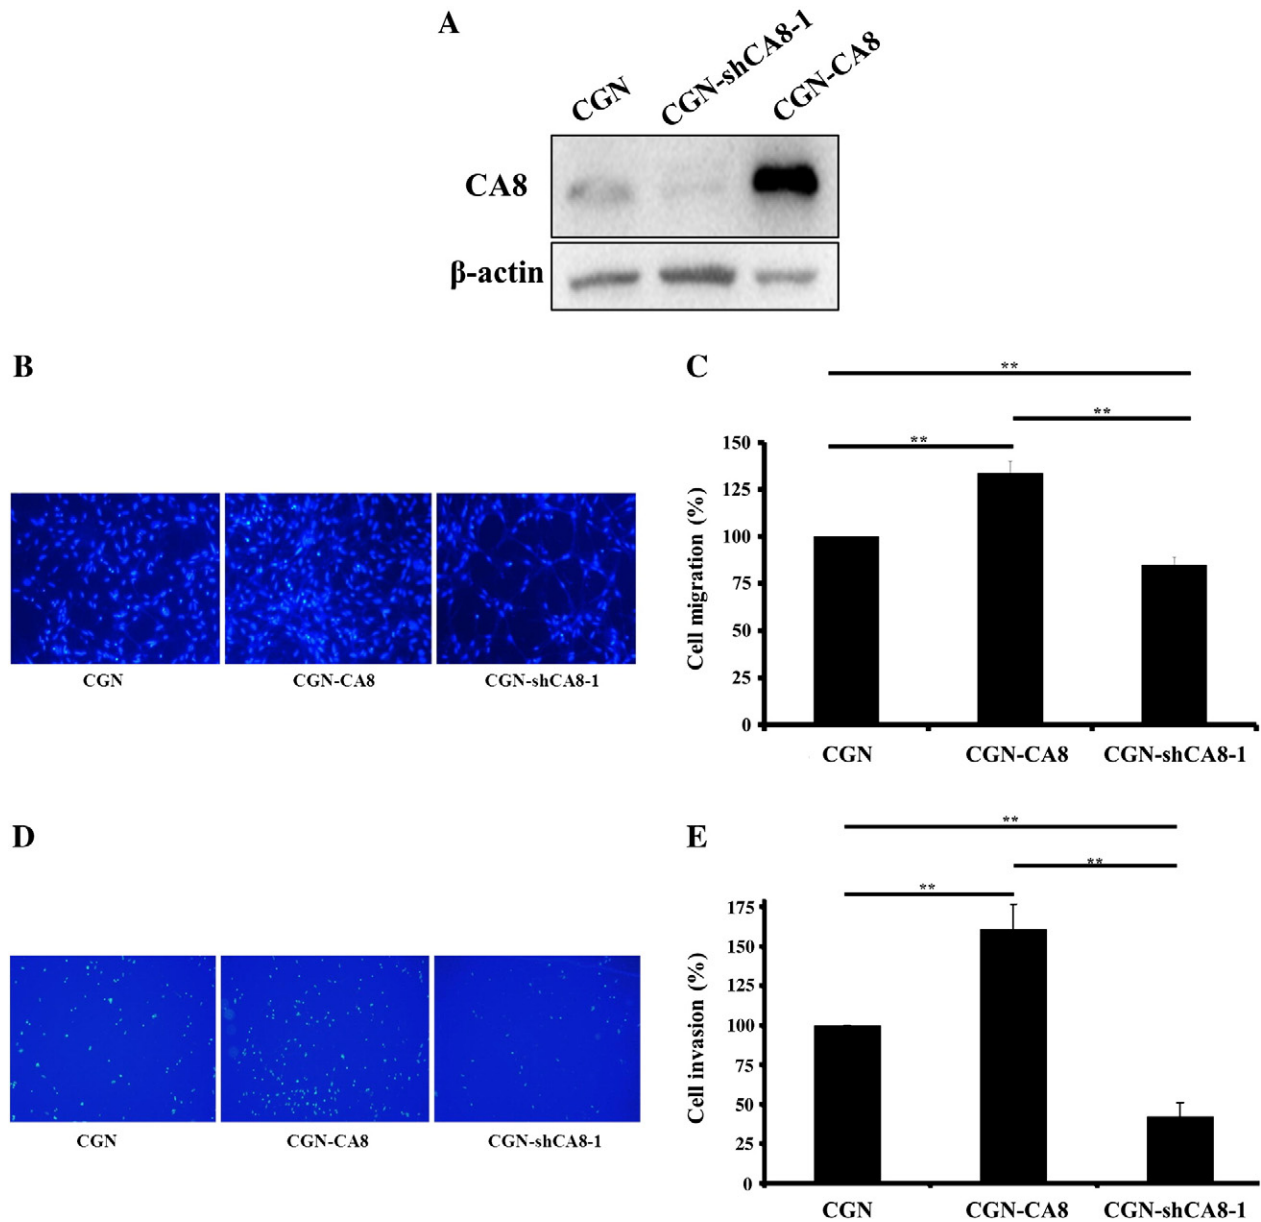 A
CGN
CGN-shCA8-1
CGN-CA8
CA8
β-actin
B
CGN
CGN-CA8
CGN-shCA8-1
C
**
**
**
150
125
100
75
50
25
0
Cell migration (%)
CGN
CGN-CA8
CGN-shCA8-1
D
CGN
CGN-CA8
CGN-shCA8-1
E
**
**
**
175
150
125
100
75
50
25
0
Cell invasion (%)
CGN
CGN-CA8
CGN-shCA8-1